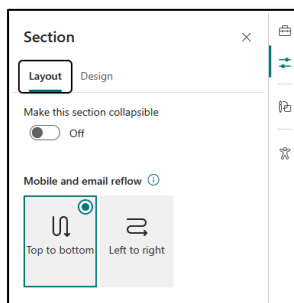 Section
Layout Design
Make this section collapsible
Off
Mobile and email reflow
Top to bottom Left to right